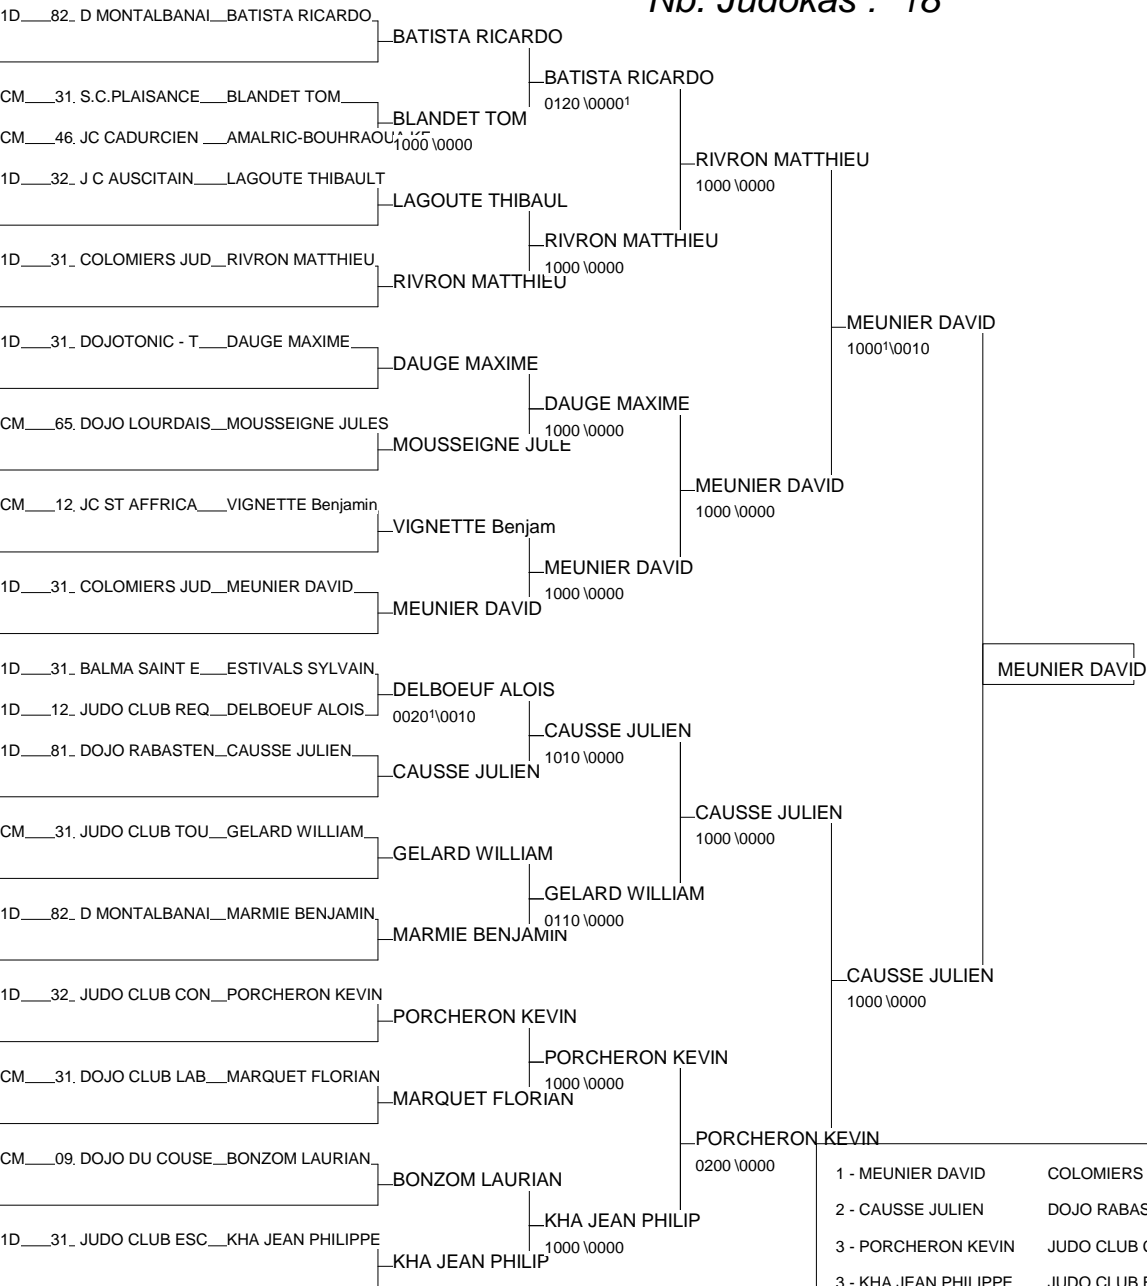 Nb. Judokas : 18
1D 82 D MONTALBANAI BATISTA RICARDO
BATISTA RICARDO
BATISTA RICARDO
0120 \0000¹
CM 31 S.C.PLAISANCE BLANDET TOM
BLANDET TOM
1000 \0000
CM 46 JC CADURCIEN AMALRIC-BOUHRAOUA
RIVRON MATTHIEU
1000 \0000
1D 32 J C AUSCITAIN LAGOUTE THIBAULT
LAGOUTE THIBAUL
RIVRON MATTHIEU
1000 \0000
1D 31 COLOMIERS JUD RIVRON MATTHIEU
RIVRON MATTHIEU
MEUNIER DAVID
1000¹\0010
1D 31 DOJOTONIC - T DAUGE MAXIME
DAUGE MAXIME
DAUGE MAXIME
1000 \0000
CM 65 DOJO LOURDAIS MOUSSEIGNE JULES
MOUSSEIGNE JULE
MEUNIER DAVID
1000 \0000
CM 12 JC ST AFFRICA VIGNETTE Benjamin
VIGNETTE Benjam
MEUNIER DAVID
1000 \0000
1D 31 COLOMIERS JUD MEUNIER DAVID
MEUNIER DAVID
MEUNIER DAVID
1D 31 BALMA SAINT E ESTIVALS SYLVAIN
DELBOEUF ALOIS
0020¹\0010
1D 12 JUDO CLUB REQ DELBOEUF ALOIS
CAUSSE JULIEN
1010 \0000
1D 81 DOJO RABASTEN CAUSSE JULIEN
CAUSSE JULIEN
CAUSSE JULIEN
1000 \0000
CM 31 JUDO CLUB TOU GELARD WILLIAM
GELARD WILLIAM
GELARD WILLIAM
0110 \0000
1D 82 D MONTALBANAI MARMIE BENJAMIN
MARMIE BENJAMIN
CAUSSE JULIEN
1000 \0000
1D 32 JUDO CLUB CON PORCHERON KEVIN
PORCHERON KEVIN
PORCHERON KEVIN
1000 \0000
CM 31 DOJO CLUB LAB MARQUET FLORIAN
MARQUET FLORIAN
PORCHERON KEVIN
0200 \0000
CM 09 DOJO DU COUSE BONZOM LAURIAN
BONZOM LAURIAN
KHA JEAN PHILIP
1000 \0000
1D 31 JUDO CLUB ESC KHA JEAN PHILIPPE
KHA JEAN PHILIP
1 - MEUNIER DAVID COLOMIERS
2 - CAUSSE JULIEN DOJO RABAS
3 - PORCHERON KEVIN JUDO CLUB
3 - KHA JEAN PHILIPPE JUDO CLUB